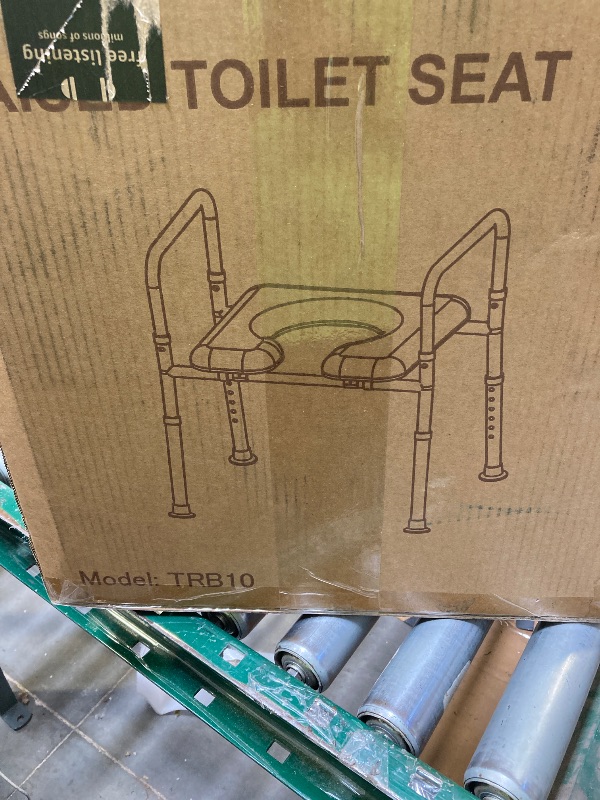 free listening
millions of songs
TOILET SEAT
Model: TRB10